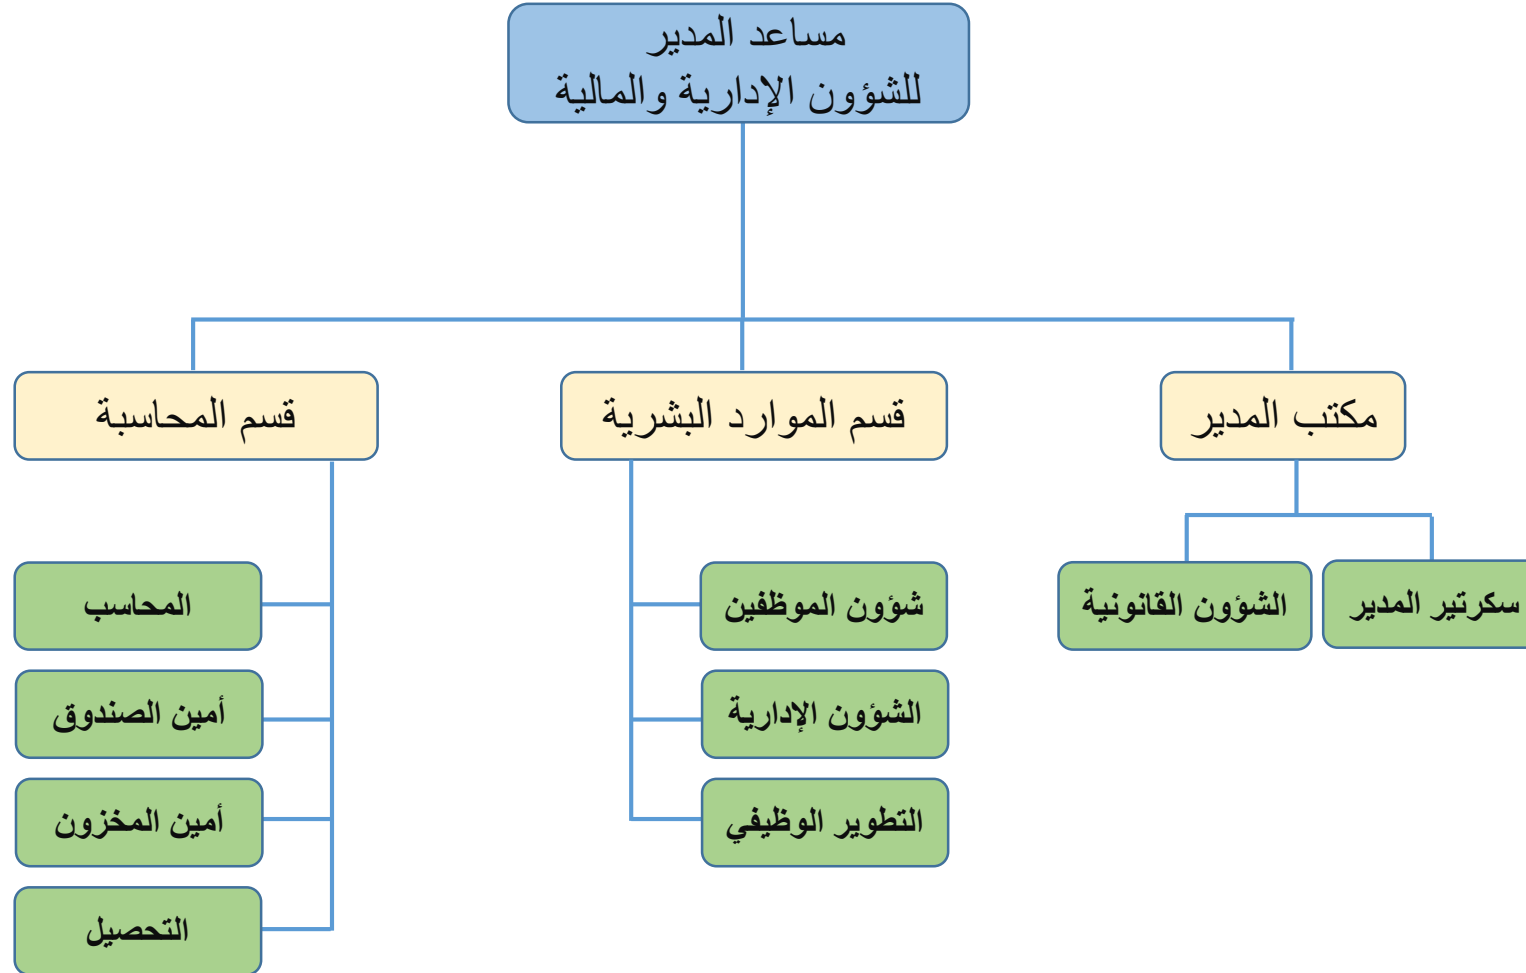 مساعد المدير
للشؤون الإدارية والمالية
مكتب المدير
قسم الموارد البشرية
قسم المحاسبة
سكرتير المدير
الشؤون القانونية
شؤون الموظفين
المحاسب
الشؤون الإدارية
أمين الصندوق
التطوير الوظيفي
أمين المخزون
التحصيل